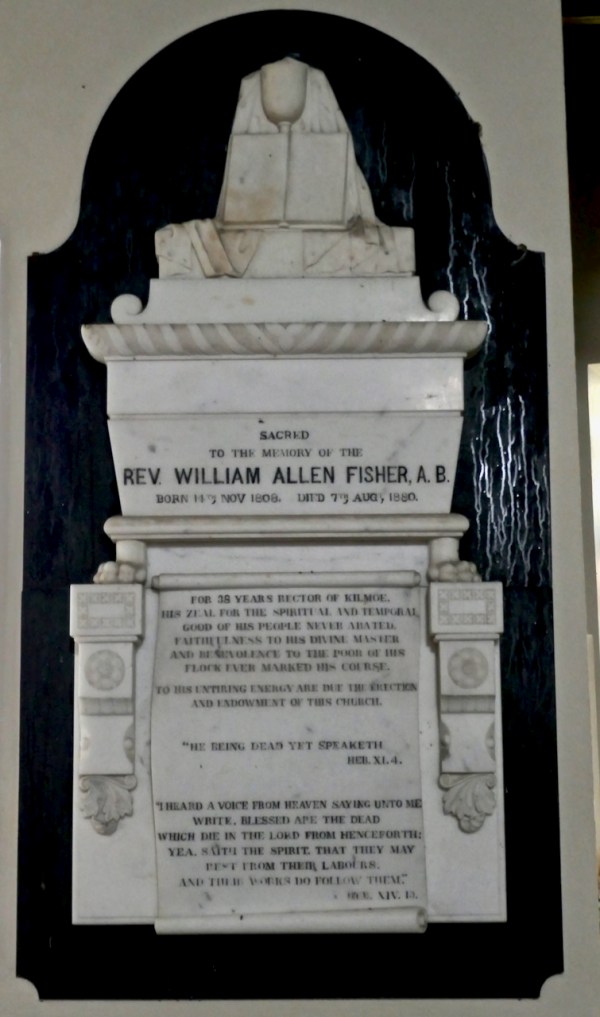 SACRED
TO THE MEMORY OF THE
REV. WILLIAM ALLEN FISHER, A.B.
BORN 14TH NOV 1808. DIED 7TH AUGT, 1880.
FOR 38 YEARS RECTOR OF KILMOE,
HIS ZEAL FOR THE SPIRITUAL AND TEMPORAL
GOOD OF HIS PEOPLE NEVER ABATED.
FAITHFULNESS TO HIS DIVINE MASTER
AND BENEVOLENCE TO THE POOR OF HIS
FLOCK EVER MARKED HIS COURSE.
TO HIS UNTIRING ENERGY ARE DUE THE ERECTION
AND ENDOWMENT OF THIS CHURCH.
"HE BEING DEAD YET SPEAKETH
HEB. XI. 4.
"I HEARD A VOICE FROM HEAVEN SAYING UNTO ME
WRITE, BLESSED ARE THE DEAD
WHICH DIE IN THE LORD FROM HENCEFORTH:
YEA, SAITH THE SPIRIT, THAT THEY MAY
REST FROM THEIR LABOURS,
AND THEIR WORKS DO FOLLOW THEM."
REV. XIV. 13.